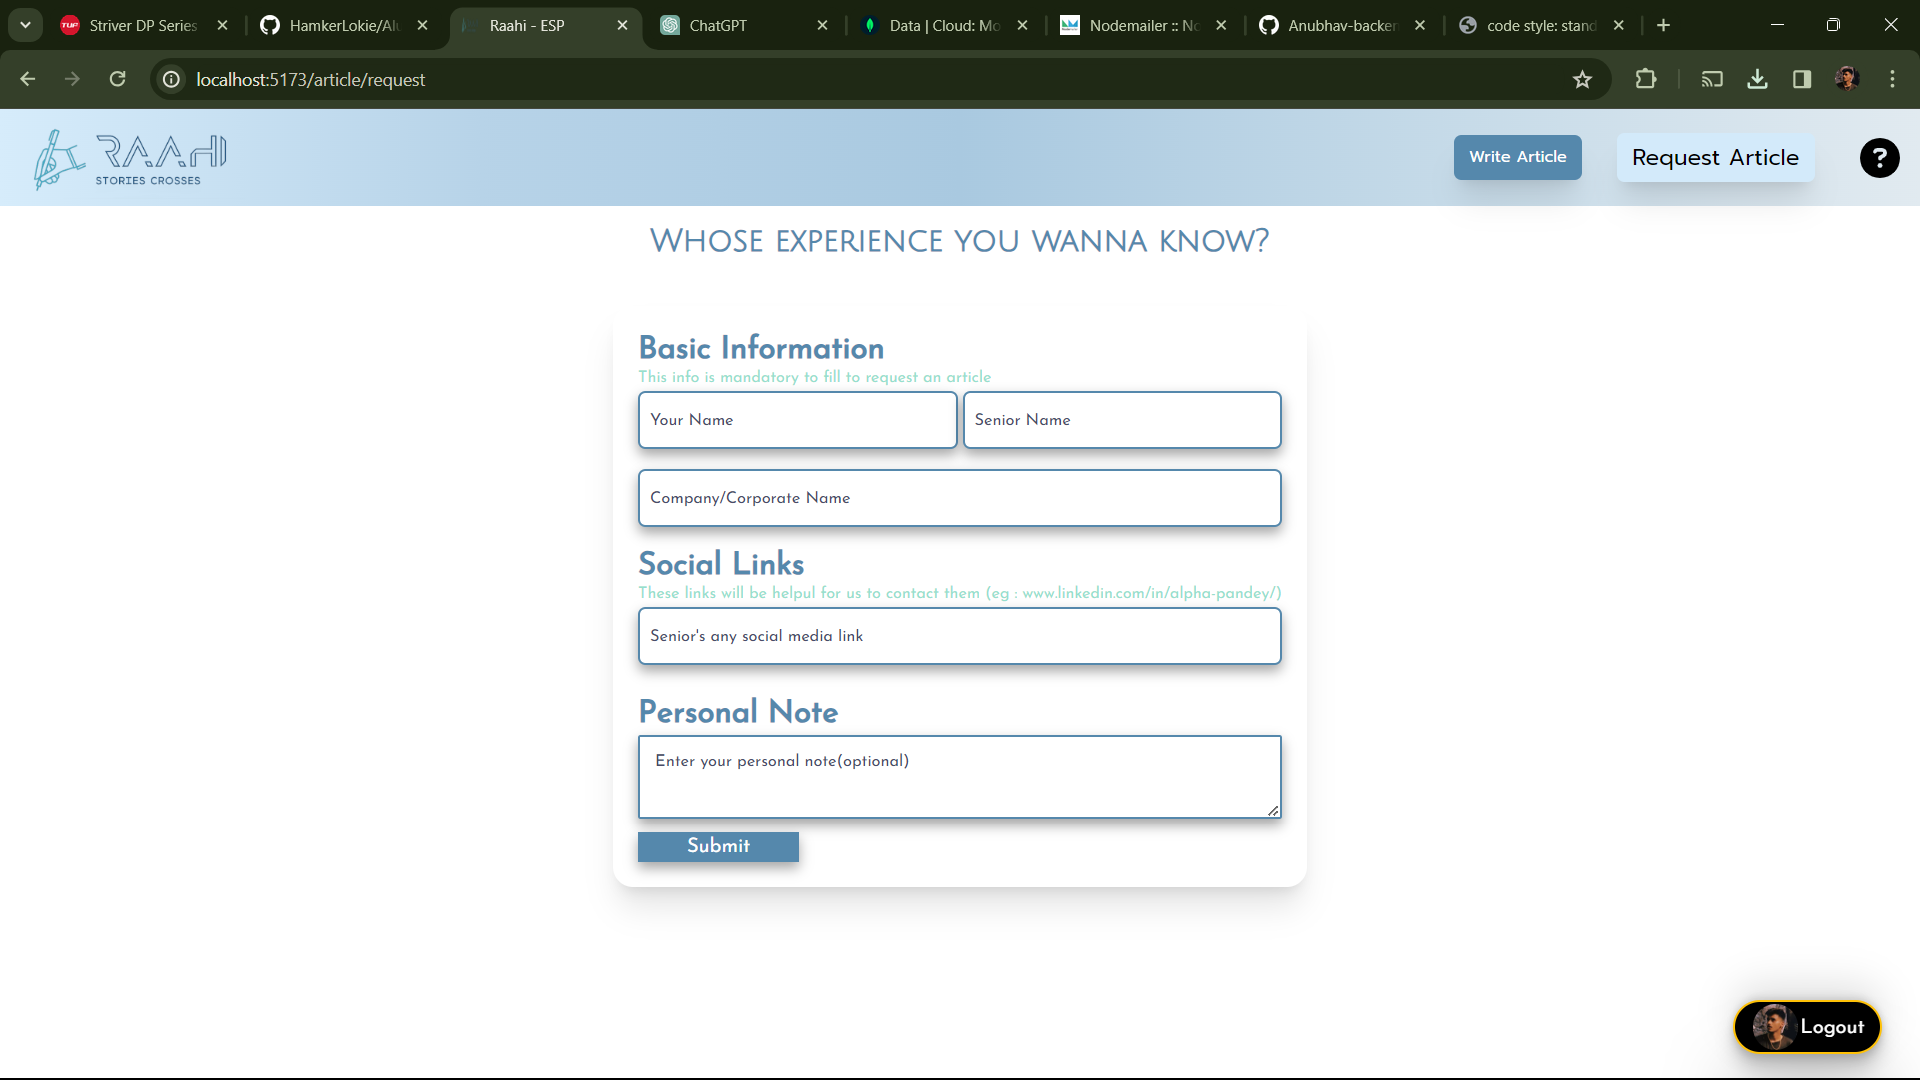 Striver DP Series
HamkerLokie/Alu
Raahi - ESP
ChatGPT
Data | Cloud: Mo
Nodemailer :: No
Anubhav-backen
code style: stand
localhost:5173/article/request
RAAHI
STORIES CROSSES
Write Article
Request Article
?
Whose experience you wanna know?
Basic Information
This info is mandatory to fill to request an article
Your Name
Senior Name
Company/Corporate Name
Social Links
These links will be helpul for us to contact them (eg : www.linkedin.com/in/alpha-pandey/)
Senior's any social media link
Personal Note
Enter your personal note(optional)
Submit
Logout